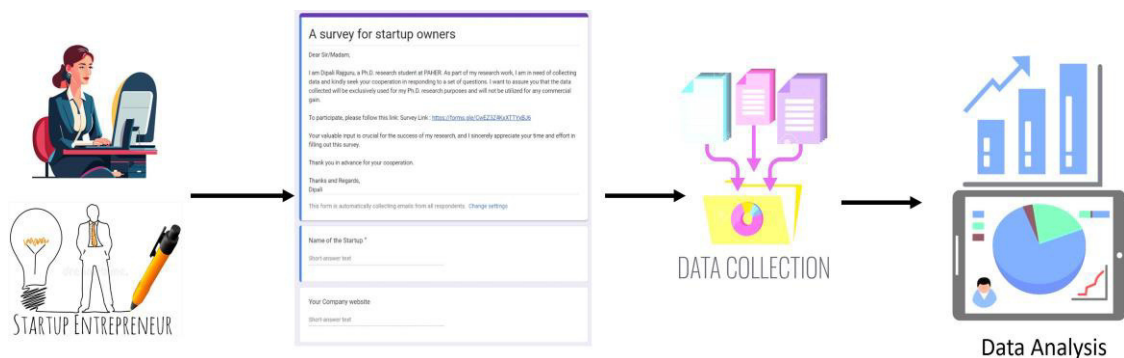 A survey for startup owners
Dear Sir/Madam,
I am Dipali Rajguru, a Ph.D. research student at PAHER. As part of my research work, I am in need of collecting
data and kindly seek your cooperation in responding to a set of questions. I want to assure you that the data
collected will be exclusively used for my Ph.D. research purposes and will not be utilized for any commercial
gain.
To participate, please follow this link: Survey Link :
Your valuable input is crucial for the success of my research, and I sincerely appreciate your time and effort in
filling out this survey.
Thank you in advance for your cooperation.
Thanks and Regards,
Dipali
This form is automatically collecting emails from all respondents. Change settings
Name of the Startup *
Short answer text
Your Company website
Short answer text
STARTUP ENTREPRENEUR
DATA COLLECTION
Data Analysis